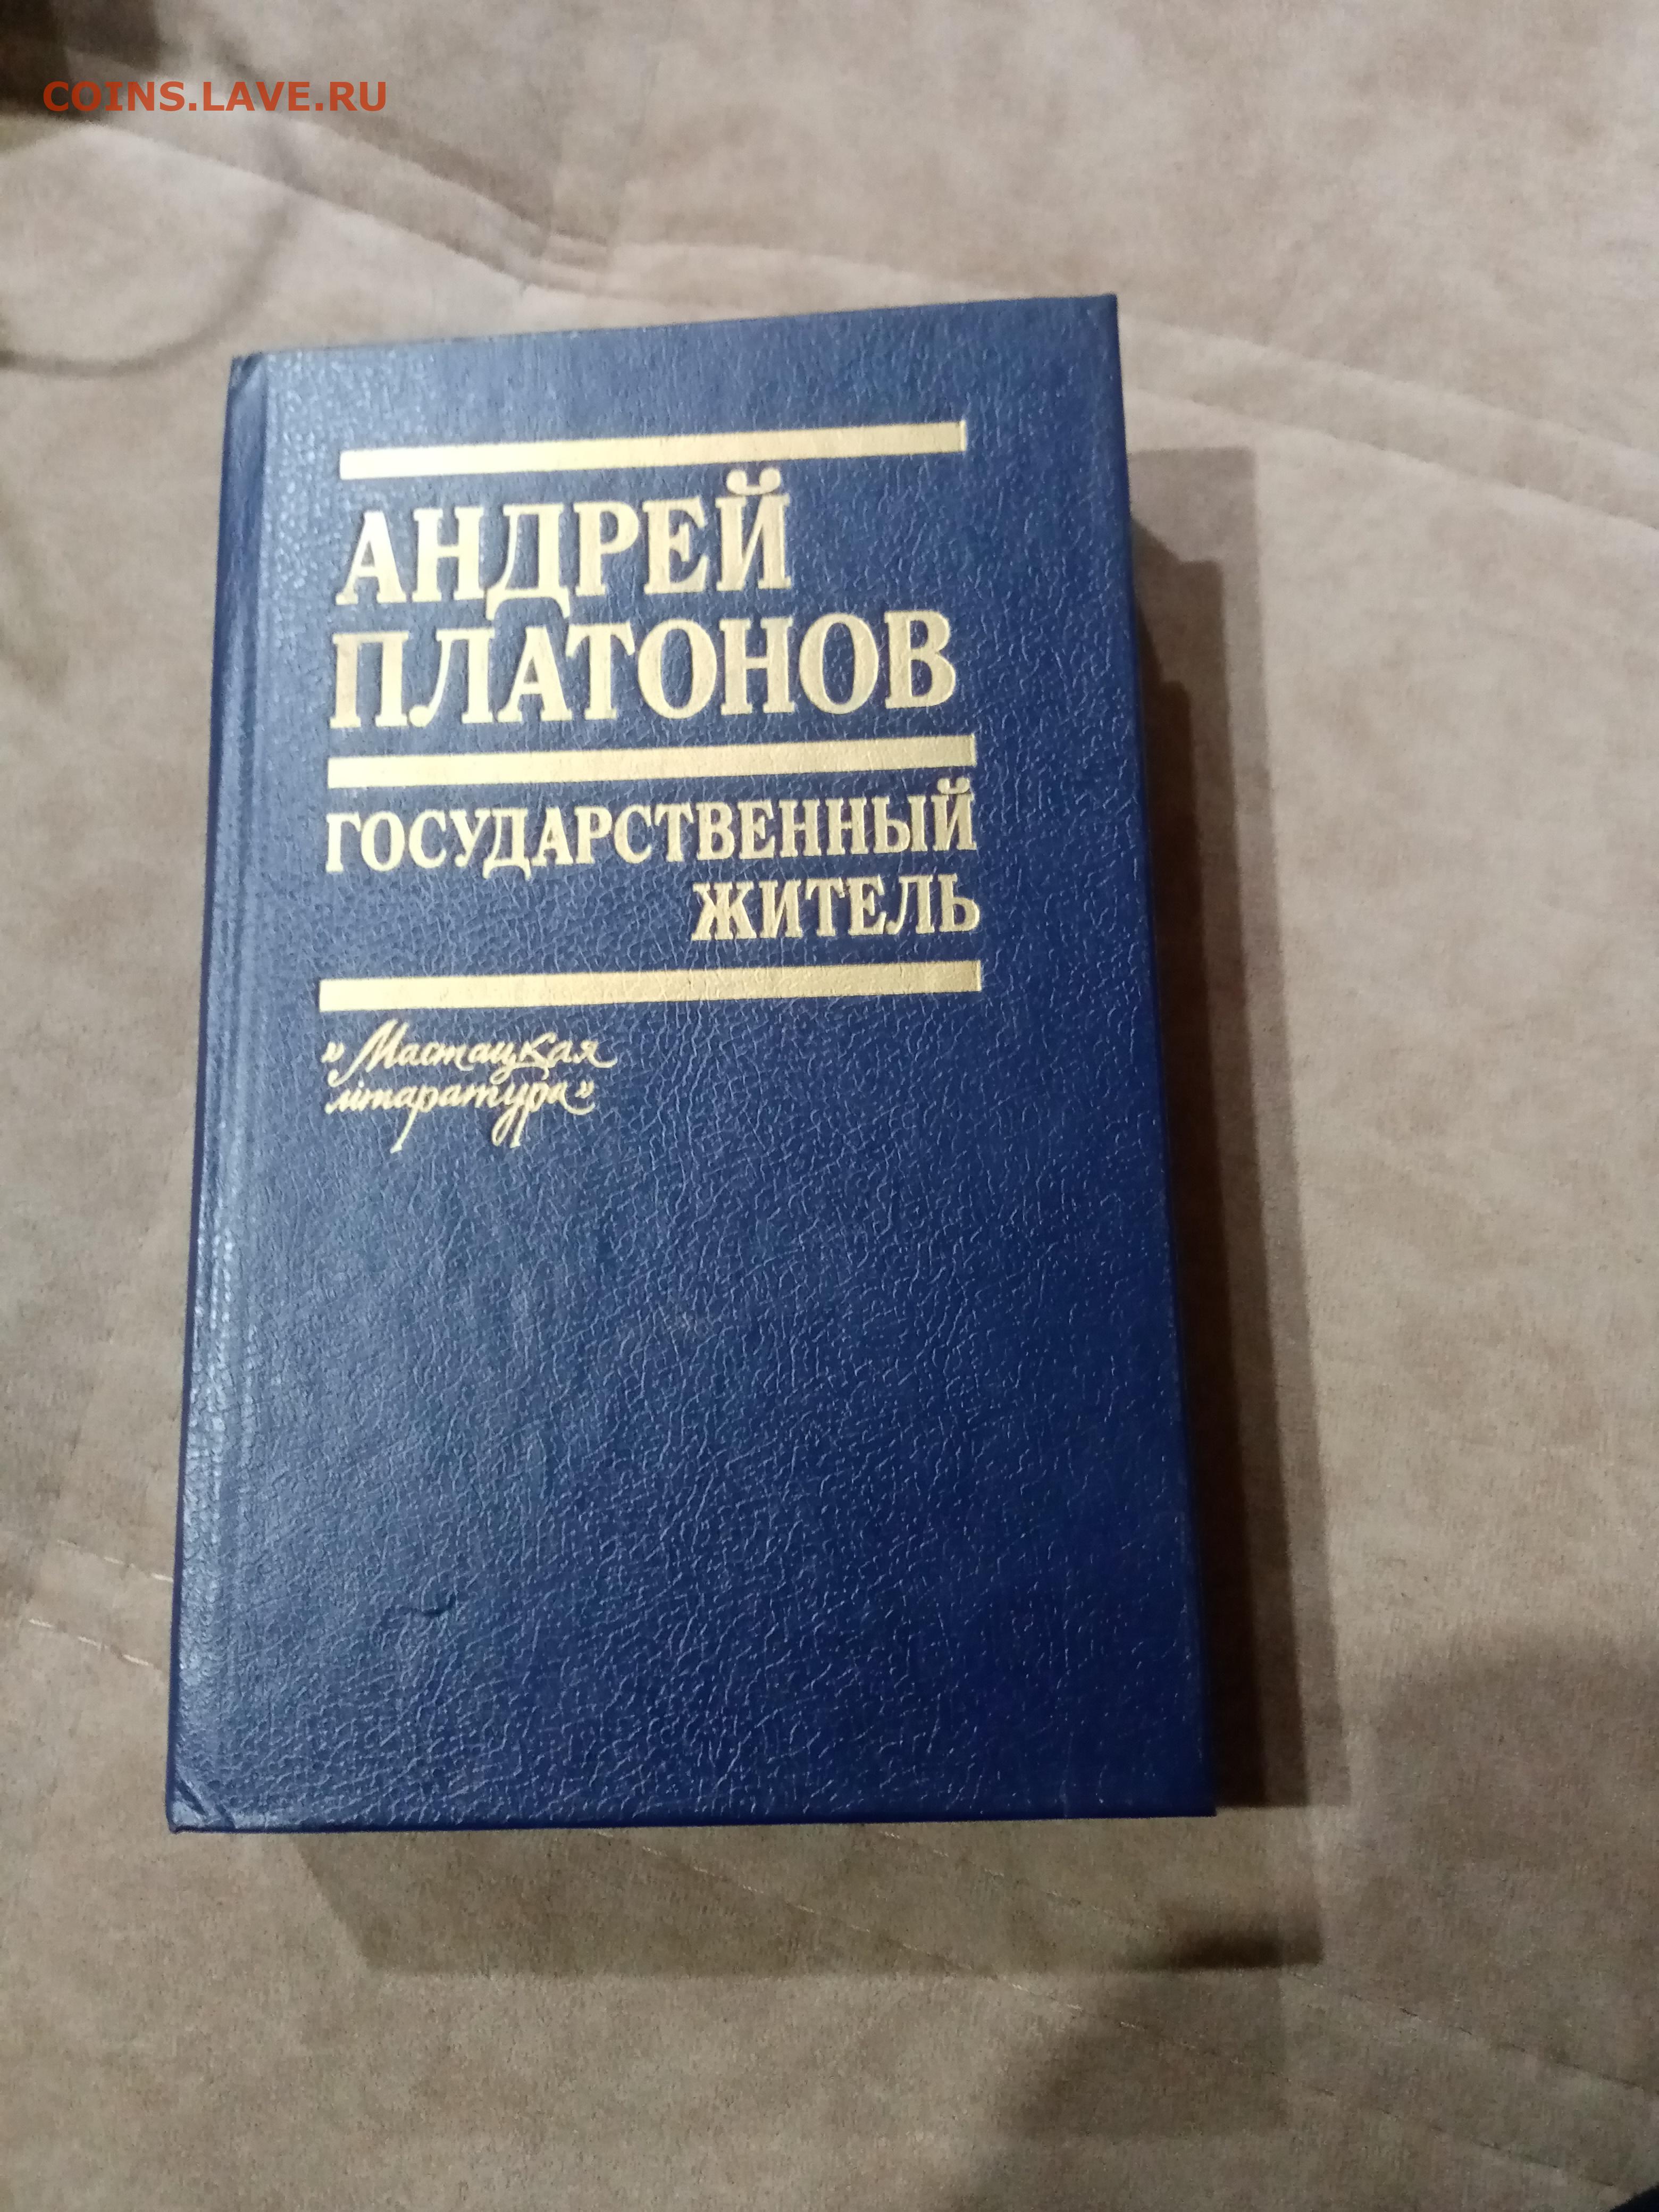 COINS.LAVE.RU
АНДРЕЙ
ПЛАТОНОВ
ГОСУДАРСТВЕННЫЙ
ЖИТЕЛЬ
"Мастацкая
літаратура"